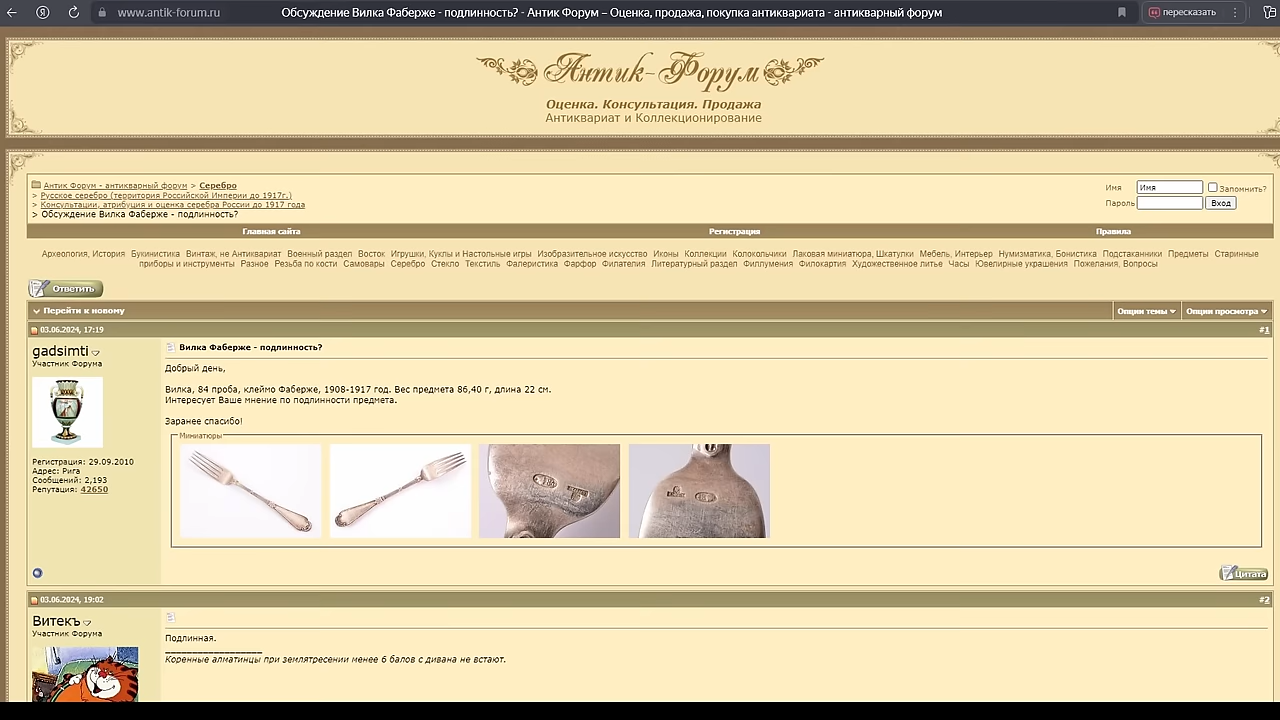 www.antik-forum.ru
Обсуждение Вилка Фаберже - подлинность? - Антик Форум – Оценка, продажа, покупка антиквариата - антикварный форум
пересказать
Антик-Форум
Оценка. Консультация. Продажа
Антиквариат и Коллекционирование
Антик Форум - антикварный форум > Серебро
> Русское серебро (территория Российской Империи до 1917г.)
> Консультации, атрибуция и оценка серебра России до 1917 года
> Обсуждение Вилка Фаберже - подлинность?
Имя Имя Запомнить?
Пароль Вход
Главная сайта Регистрация Правила
Археология, История Букинистика Винтаж, не Антиквариат Военный раздел Восток Игрушки, Куклы и Настольные игры Изобразительное искусство Иконы Коллекции Колокольчики Лаковая миниатюра, Шкатулки Мебель, Интерьер Нумизматика, Бонистика Подстаканники Предметы Старинные
приборы и инструменты Разное Резьба по кости Самовары Серебро Стекло Текстиль Фалеристика Фарфор Филателия Литературный раздел Филлумения Филокартия Художественное литье Часы Ювелирные украшения Пожелания, Вопросы
Ответить
Перейти к новому Опции темы Опции просмотра
03.06.2024, 17:19 #1
gadsimti
Участник Форума
Вилка Фаберже - подлинность?
Добрый день,
Вилка, 84 проба, клеймо Фаберже, 1908-1917 год. Вес предмета 86,40 г, длина 22 см.
Интересует Ваше мнение по подлинности предмета.
Заранее спасибо!
Миниатюры
Регистрация: 29.09.2010
Адрес: Рига
Сообщений: 2,193
Репутация: 42650
Цитата
03.06.2024, 19:02 #2
Витекъ
Участник Форума
Подлинная.
__________________
Коренные алматинцы при землятресении менее 6 балов с дивана не встают.